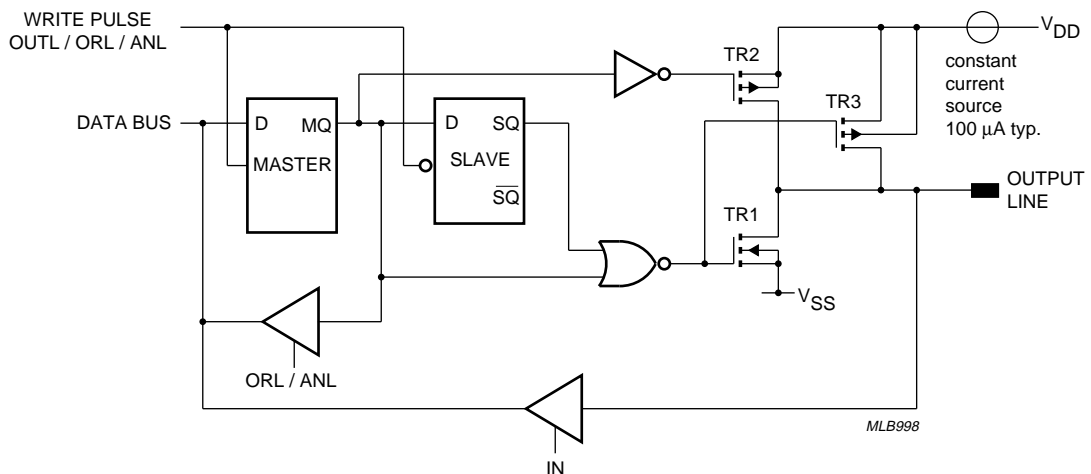 WRITE PULSE
OUTL / ORL / ANL
TR2
V_DD
constant
current
source
100 µA typ.
TR3
DATA BUS
D
MQ
MASTER
D
SQ
SLAVE
S̅Q̅
OUTPUT
LINE
TR1
V_SS
ORL / ANL
MLB998
IN